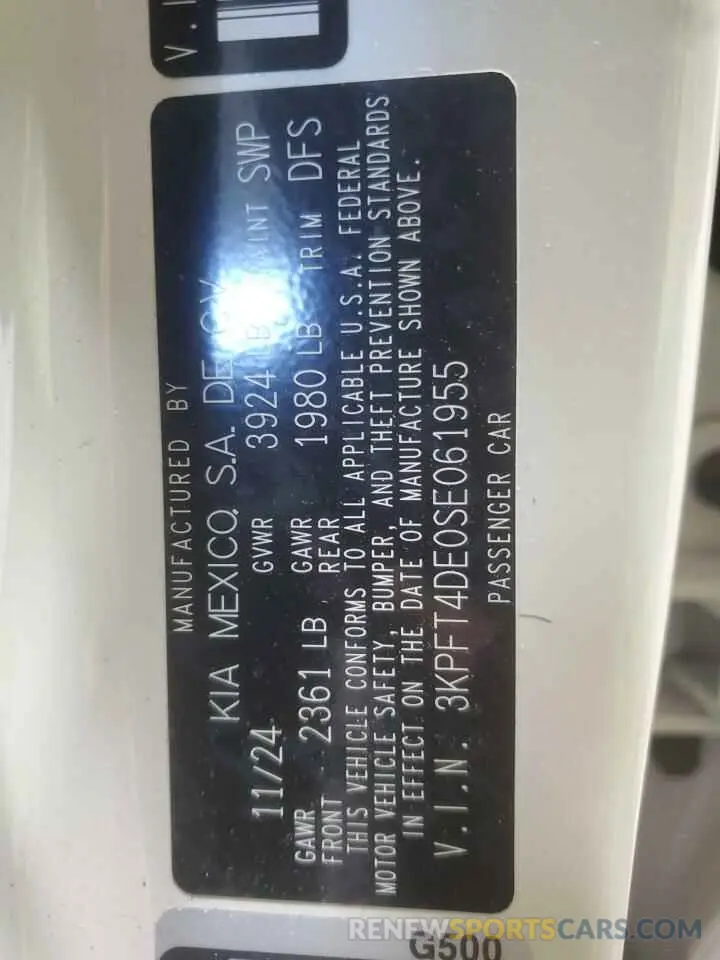 V.I
MANUFACTURED BY
KIA MEXICO, S.A. DE C.V.
11/24 GVWR 3924 LB PAINT SWP
GAWR FRONT 2361 LB GAWR REAR 1980 LB TRIM DFS
THIS VEHICLE CONFORMS TO ALL APPLICABLE U.S.A. FEDERAL
MOTOR VEHICLE SAFETY, BUMPER, AND THEFT PREVENTION STANDARDS
IN EFFECT ON THE DATE OF MANUFACTURE SHOWN ABOVE.
V.I.N. 3KPFT4DE0SE061955
PASSENGER CAR
G500
RENEWSPORTSCARS.COM